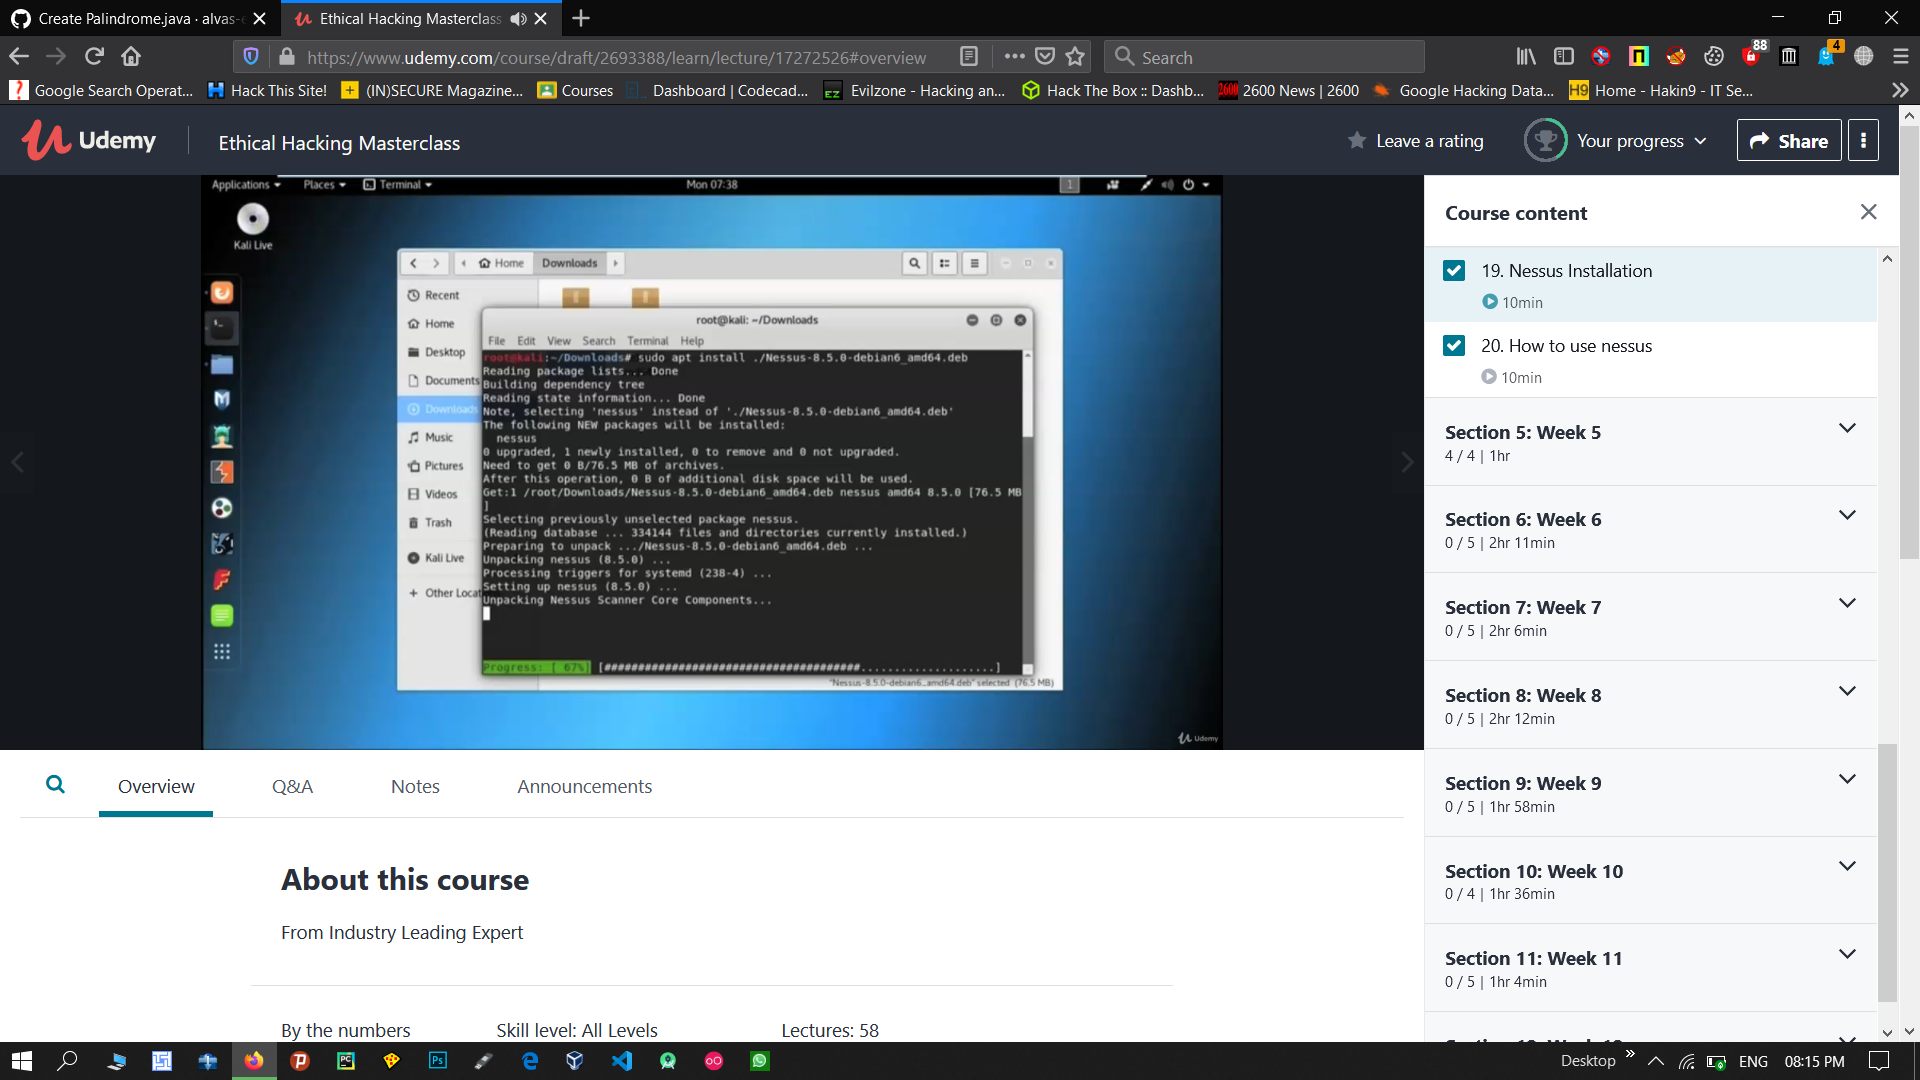 Create Palindrome.java · alvas-e
Ethical Hacking Masterclass
https://www.udemy.com/course/draft/2693388/learn/lecture/17272526#overview
Search
88
4
Google Search Operat...
Hack This Site!
(IN)SECURE Magazine...
Courses
Dashboard | Codecad...
Evilzone - Hacking an...
Hack The Box :: Dashb...
2600 News | 2600
Google Hacking Data...
Home - Hakin9 - IT Se...
Udemy
Ethical Hacking Masterclass
Leave a rating
Your progress
Share
Applications
Places
Terminal
Mon 07:38
1
Kali Live
Home
Downloads
Recent
Home
Desktop
Documents
Downloads
Music
Pictures
Videos
Trash
Kali Live
+ Other Locat
root@kali: ~/Downloads
File Edit View Search Terminal Help
root@kali:~/Downloads# sudo apt install ./Nessus-8.5.0-debian6_amd64.deb
Reading package lists... Done
Building dependency tree
Reading state information... Done
Note, selecting 'nessus' instead of './Nessus-8.5.0-debian6_amd64.deb'
The following NEW packages will be installed:
nessus
0 upgraded, 1 newly installed, 0 to remove and 0 not upgraded.
Need to get 0 B/76.5 MB of archives.
After this operation, 0 B of additional disk space will be used.
Get:1 /root/Downloads/Nessus-8.5.0-debian6_amd64.deb nessus amd64 8.5.0 [76.5 MB
]
Selecting previously unselected package nessus.
(Reading database ... 334144 files and directories currently installed.)
Preparing to unpack .../Nessus-8.5.0-debian6_amd64.deb ...
Unpacking nessus (8.5.0) ...
Processing triggers for systemd (238-4) ...
Setting up nessus (8.5.0) ...
Unpacking Nessus Scanner Core Components...
Progress: [ 67%] [######################################....................]
"Nessus-8.5.0-debian6_amd64.deb" selected (76.5 MB)
Udemy
Course content
19. Nessus Installation
10min
20. How to use nessus
10min
Section 5: Week 5
4 / 4 | 1hr
Section 6: Week 6
0 / 5 | 2hr 11min
Section 7: Week 7
0 / 5 | 2hr 6min
Section 8: Week 8
0 / 5 | 2hr 12min
Section 9: Week 9
0 / 5 | 1hr 58min
Section 10: Week 10
0 / 4 | 1hr 36min
Section 11: Week 11
0 / 5 | 1hr 4min
Overview
Q&A
Notes
Announcements
About this course
From Industry Leading Expert
By the numbers
Skill level: All Levels
Lectures: 58
Desktop
ENG
08:15 PM